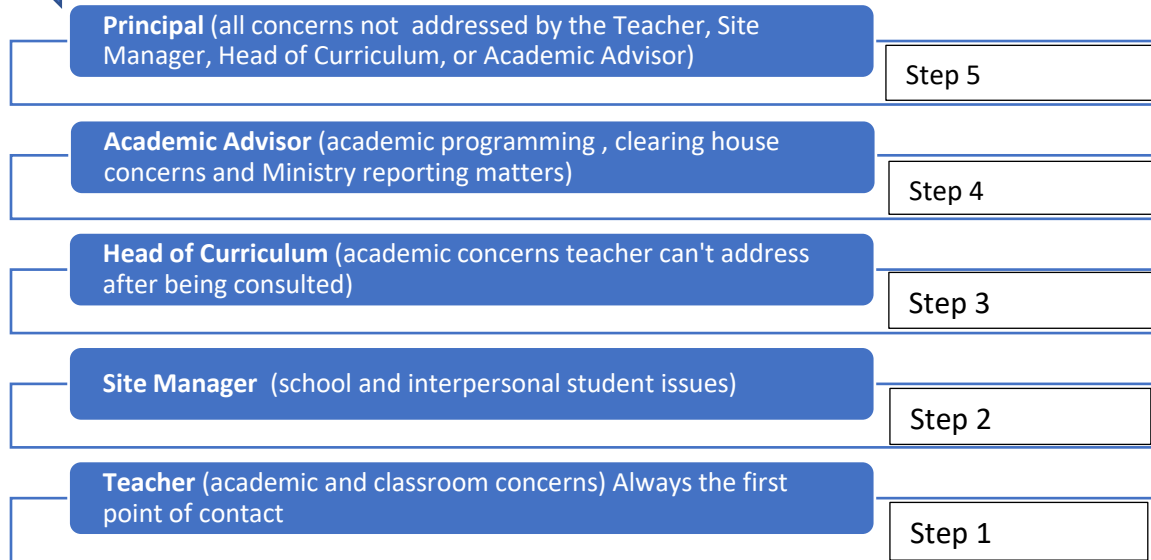 Principal (all concerns not  addressed by the Teacher, Site
Manager, Head of Curriculum, or Academic Advisor)
Step 5
Academic Advisor (academic programming , clearing house
concerns and Ministry reporting matters)
Step 4
Head of Curriculum (academic concerns teacher can't address
after being consulted)
Step 3
Site Manager  (school and interpersonal student issues)
Step 2
Teacher (academic and classroom concerns) Always the first
point of contact
Step 1